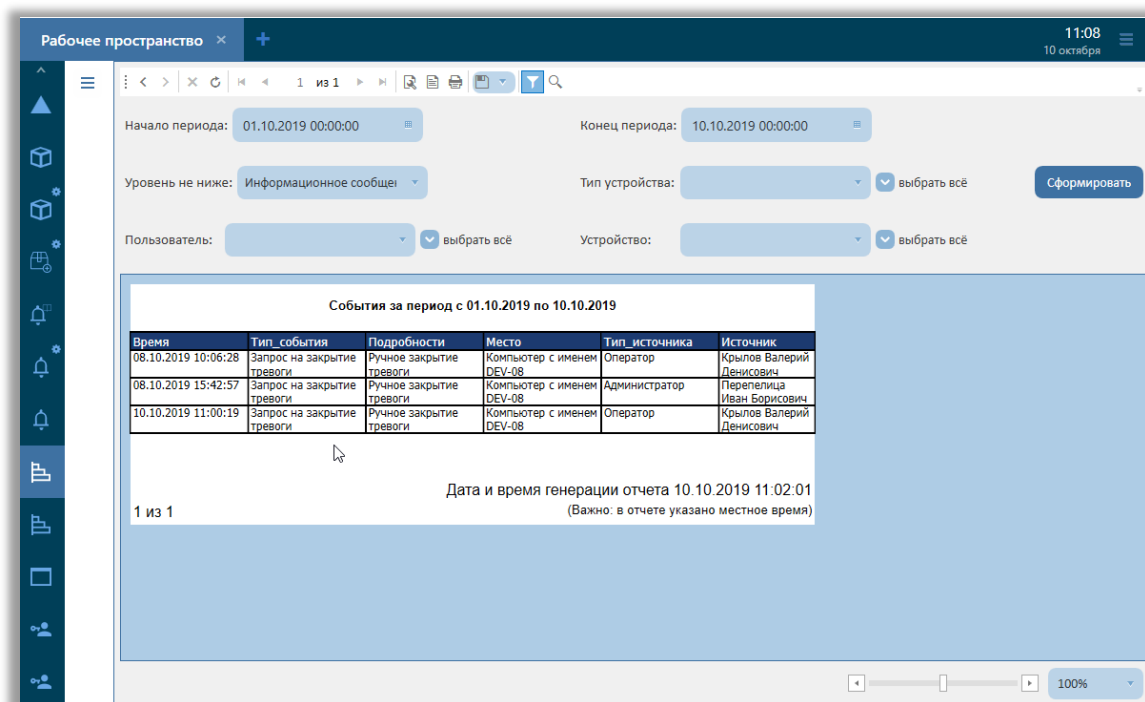 Рабочее пространство
11:08
10 октября
1 из 1
Начало периода: 01.10.2019 00:00:00 Конец периода: 10.10.2019 00:00:00
Уровень не ниже: Информационное сообщен Тип устройства: выбрать всё Сформировать
Пользователь: выбрать всё Устройство: выбрать всё
События за период с 01.10.2019 по 10.10.2019
Время Тип_события Подробности Место Тип_источника Источник
08.10.2019 10:06:28 Запрос на закрытие Ручное закрытие Компьютер с именем Оператор Крылов Валерий
тревоги тревоги DEV-08 Денисович
08.10.2019 15:42:57 Запрос на закрытие Ручное закрытие Компьютер с именем Администратор Перепелица
тревоги тревоги DEV-08 Иван Борисович
10.10.2019 11:00:19 Запрос на закрытие Ручное закрытие Компьютер с именем Оператор Крылов Валерий
тревоги тревоги DEV-08 Денисович
Дата и время генерации отчета 10.10.2019 11:02:01
1 из 1 (Важно: в отчете указано местное время)
100%